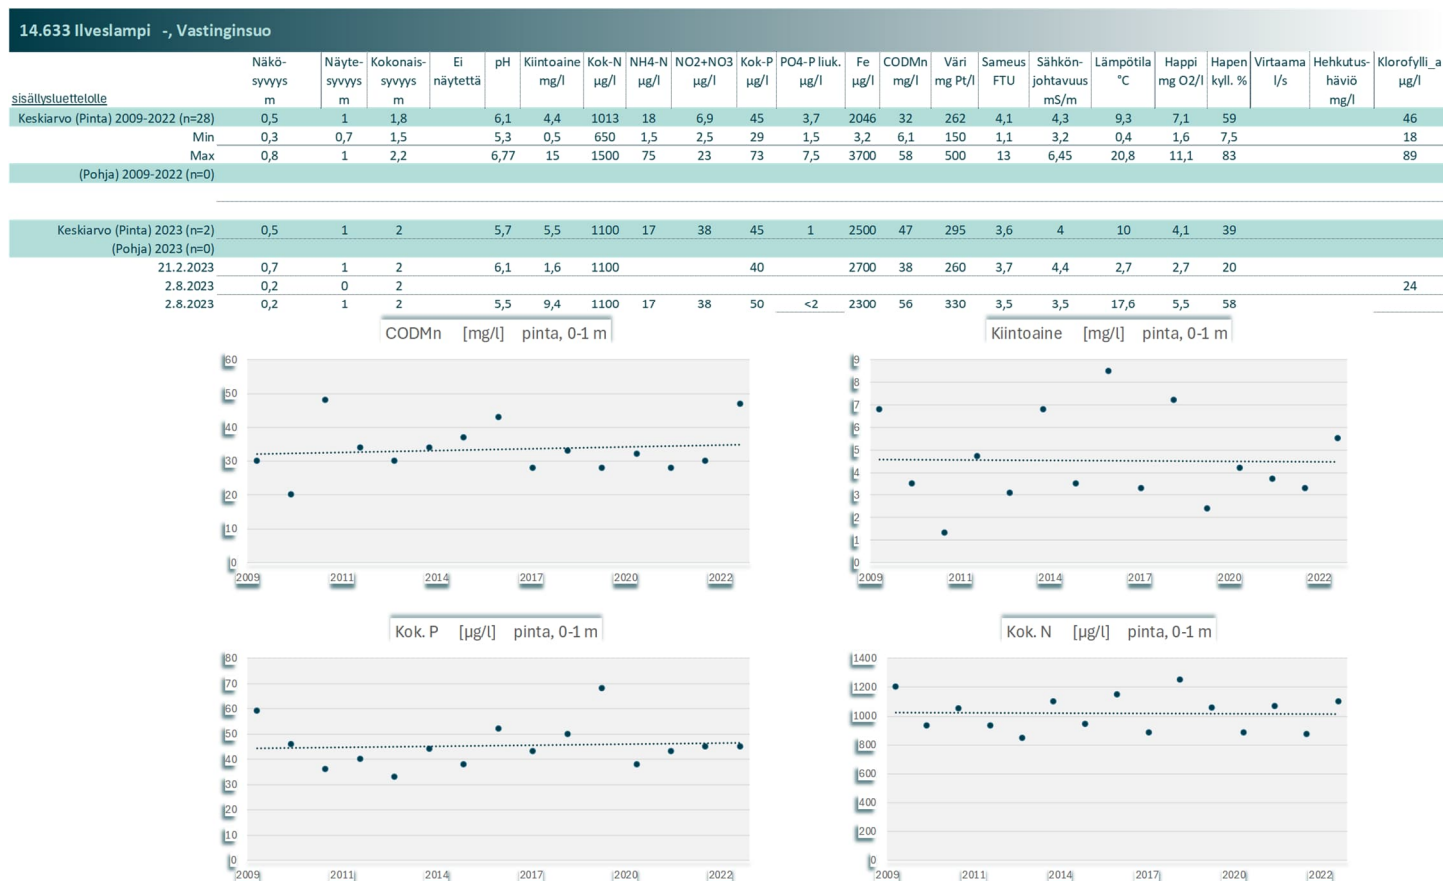 14.633 Ilveslampi -, Vastinginsuo
Näkö- Näyte- Kokonais- Ei pH Kiintoaine Kok-N NH4-N NO2+NO3 Kok-P PO4-P liuk. Fe CODMn Väri Sameus Sähkön- Lämpötila Happi Hapen Virtaama Hehkutus- Klorofylli_a
syvyys syvyys syvyys näytettä mg/l µg/l µg/l µg/l µg/l µg/l µg/l mg/l mg Pt/l FTU johtavuus °C mg O2/l kyll. % l/s häviö µg/l
sisällysluettelolle m m m mS/m mg/l
Keskiarvo (Pinta) 2009-2022 (n=28) 0,5 1 1,8 6,1 4,4 1013 18 6,9 45 3,7 2046 32 262 4,1 4,3 9,3 7,1 59 46
Min 0,3 0,7 1,5 5,3 0,5 650 1,5 2,5 29 1,5 3,2 6,1 150 1,1 3,2 0,4 1,6 7,5 18
Max 0,8 1 2,2 6,77 15 1500 75 23 73 7,5 3700 58 500 13 6,45 20,8 11,1 83 89
(Pohja) 2009-2022 (n=0)
Keskiarvo (Pinta) 2023 (n=2) 0,5 1 2 5,7 5,5 1100 17 38 45 1 2500 47 295 3,6 4 10 4,1 39
(Pohja) 2023 (n=0)
21.2.2023 0,7 1 2 6,1 1,6 1100 40 2700 38 260 3,7 4,4 2,7 2,7 20
2.8.2023 0,2 0 2 24
2.8.2023 0,2 1 2 5,5 9,4 1100 17 38 50 <2 2300 56 330 3,5 3,5 17,6 5,5 58
CODMn [mg/l] pinta, 0-1 m
60
50
40
30
20
10
0
2009 2011 2014 2017 2020 2022
Kiintoaine [mg/l] pinta, 0-1 m
9
8
7
6
5
4
3
2
1
0
2009 2011 2014 2017 2020 2022
Kok. P [µg/l] pinta, 0-1 m
80
70
60
50
40
30
20
10
0
2009 2011 2014 2017 2020 2022
Kok. N [µg/l] pinta, 0-1 m
1400
1200
1000
800
600
400
200
0
2009 2011 2014 2017 2020 2022